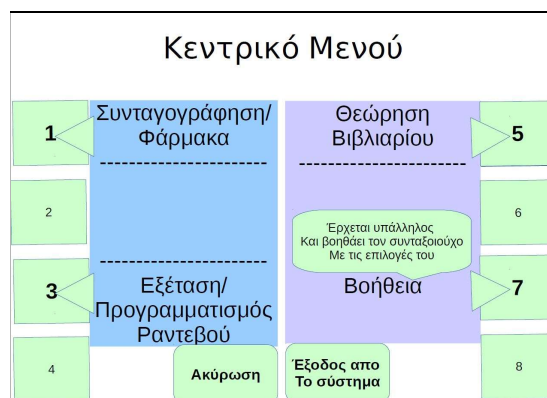 Κεντρικό Μενού
1
Συνταγογράφηση/
Φάρμακα
--------------------
Θεώρηση
Βιβλιαρίου
--------------------
5
2
6
Έρχεται υπάλληλος
Και βοηθάει τον συνταξιούχο
Με τις επιλογές του
--------------------
3
Εξέταση/
Προγραμματισμός
Ραντεβού
Βοήθεια
7
4
Ακύρωση
Έξοδος απο
Το σύστημα
8